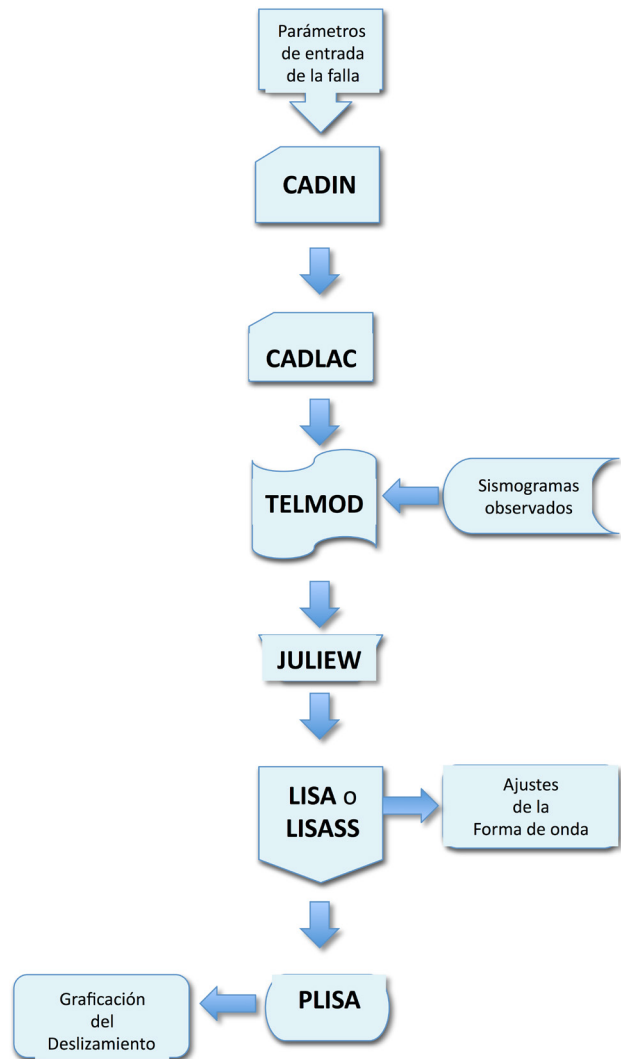 Parámetros
de entrada
de la falla
CADIN
CADLAC
TELMOD
Sismogramas
observados
JULIEW
LISA o
LISASS
Ajustes
de la
Forma de onda
PLISA
Graficación
del
Deslizamiento